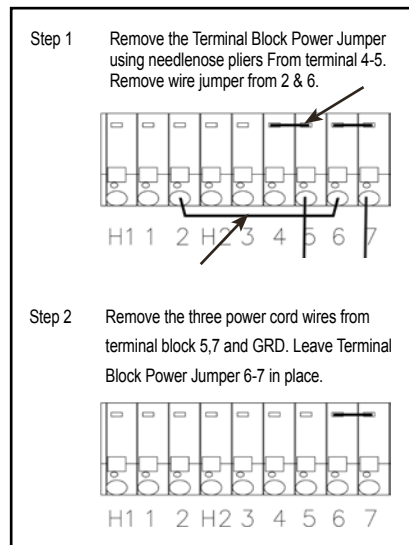 Step 1 Remove the Terminal Block Power Jumper
using needlenose pliers From terminal 4-5.
Remove wire jumper from 2 & 6.
H1 1 2 H2 3 4 5 6 7
Step 2 Remove the three power cord wires from
terminal block 5,7 and GRD. Leave Terminal
Block Power Jumper 6-7 in place.
H1 1 2 H2 3 4 5 6 7